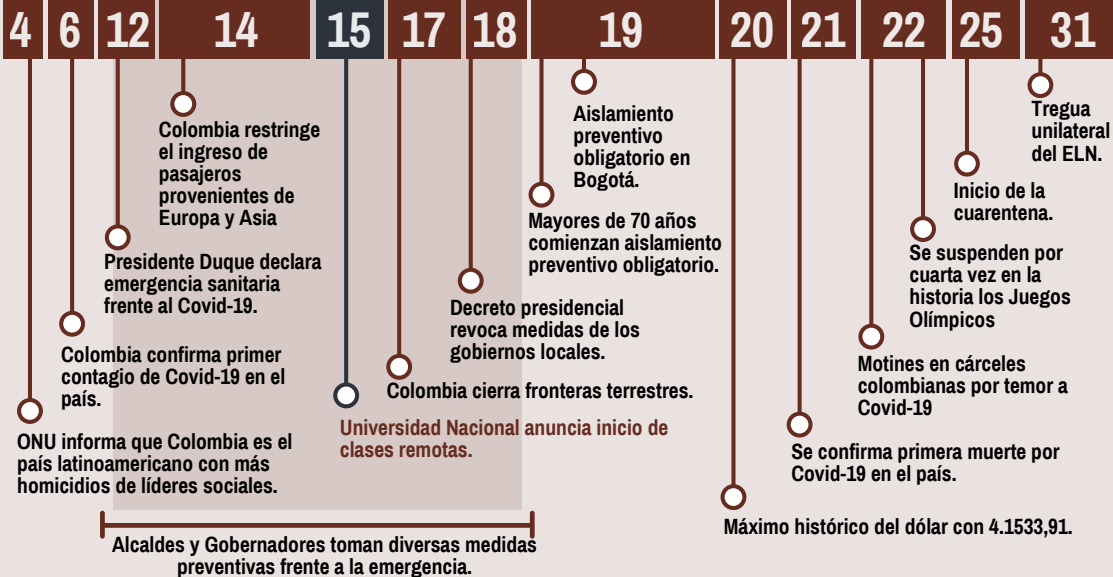 4 6 12 14 15 17 18 19 20 21 22 25 31
Colombia restringe
el ingreso de
pasajeros
provenientes de
Europa y Asia
Presidente Duque declara
emergencia sanitaria
frente al Covid-19.
Colombia confirma primer
contagio de Covid-19 en el
país.
ONU informa que Colombia es el
país latinoamericano con más
homicidios de líderes sociales.
Alcaldes y Gobernadores toman diversas medidas
preventivas frente a la emergencia.
Universidad Nacional anuncia inicio de
clases remotas.
Colombia cierra fronteras terrestres.
Decreto presidencial
revoca medidas de los
gobiernos locales.
Mayores de 70 años
comienzan aislamiento
preventivo obligatorio.
Aislamiento
preventivo
obligatorio en
Bogotá.
Máximo histórico del dólar con 4.1533,91.
Se confirma primera muerte por
Covid-19 en el país.
Motines en cárceles
colombianas por temor a
Covid-19
Se suspenden por
cuarta vez en la
historia los Juegos
Olímpicos
Inicio de la
cuarentena.
Tregua
unilateral
del ELN.